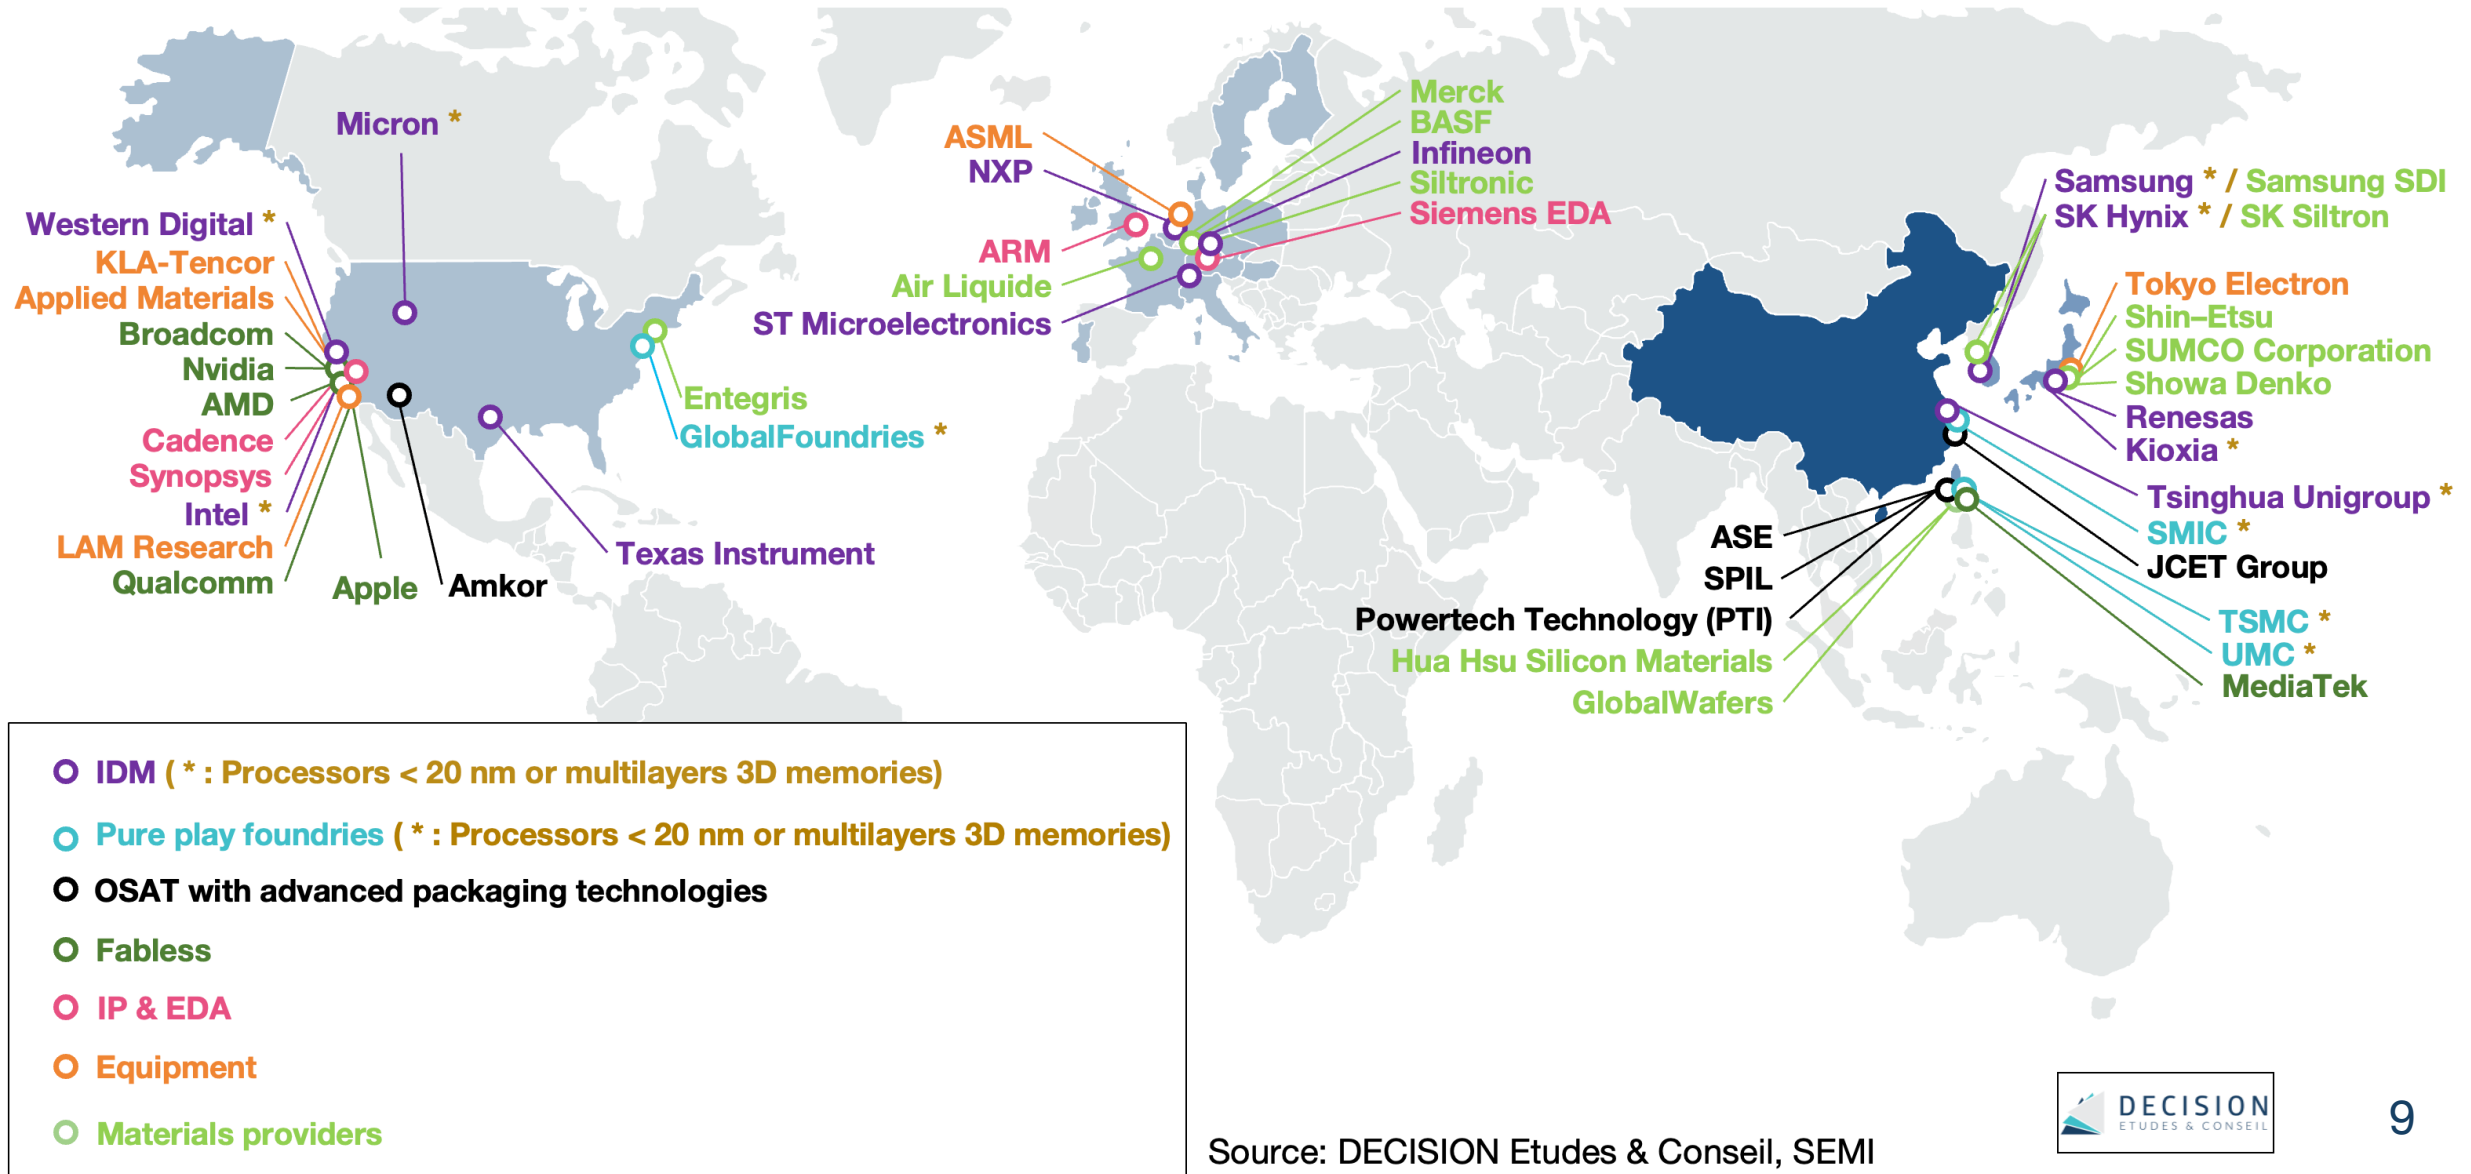 Micron *
Western Digital *
KLA-Tencor
Applied Materials
Broadcom
Nvidia
AMD
Cadence
Synopsys
Intel *
LAM Research
Qualcomm
Apple
Amkor
Texas Instrument
Entegris
GlobalFoundries *
ASML
NXP
ARM
Air Liquide
ST Microelectronics
Merck
BASF
Infineon
Siltronic
Siemens EDA
Samsung * / Samsung SDI
SK Hynix * / SK Siltron
Tokyo Electron
Shin–Etsu
SUMCO Corporation
Showa Denko
Renesas
Kioxia *
Tsinghua Unigroup *
SMIC *
JCET Group
TSMC *
UMC *
MediaTek
ASE
SPIL
Powertech Technology (PTI)
Hua Hsu Silicon Materials
GlobalWafers
IDM ( * : Processors < 20 nm or multilayers 3D memories)
Pure play foundries ( * : Processors < 20 nm or multilayers 3D memories)
OSAT with advanced packaging technologies
Fabless
IP & EDA
Equipment
Materials providers
Source: DECISION Etudes & Conseil, SEMI
DECISION
ETUDES & CONSEIL
9